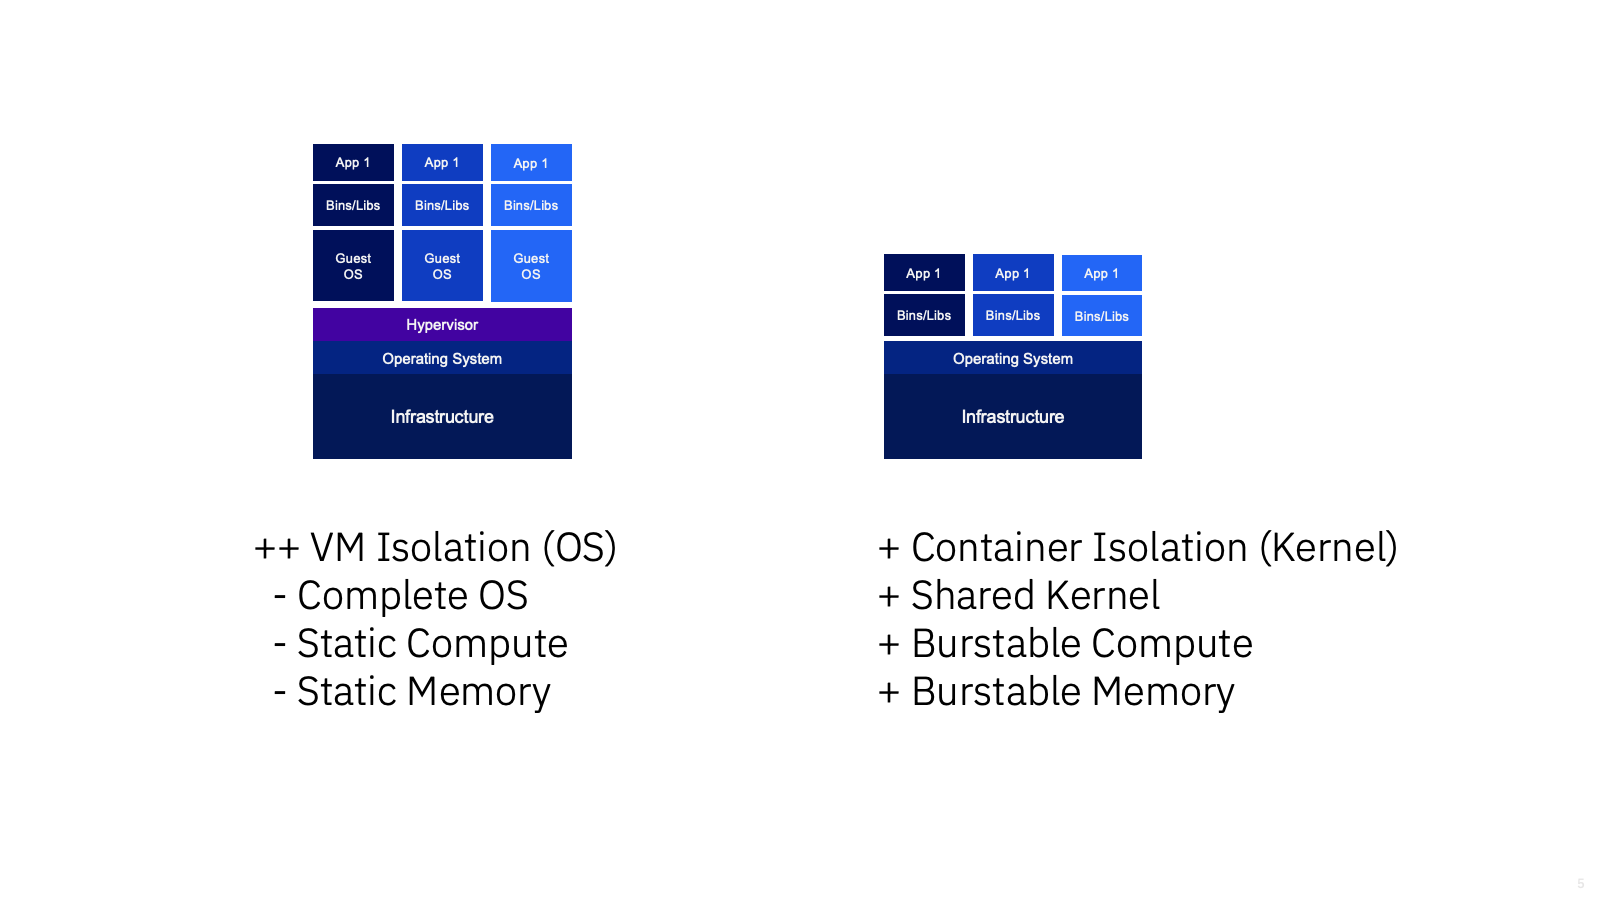 App 1
App 1
App 1
Bins/Libs
Bins/Libs
Bins/Libs
Guest
OS
Guest
OS
Guest
OS
Hypervisor
Operating System
Infrastructure
++ VM Isolation (OS)
- Complete OS
- Static Compute
- Static Memory
App 1
App 1
App 1
Bins/Libs
Bins/Libs
Bins/Libs
Operating System
Infrastructure
+ Container Isolation (Kernel)
+ Shared Kernel
+ Burstable Compute
+ Burstable Memory
5